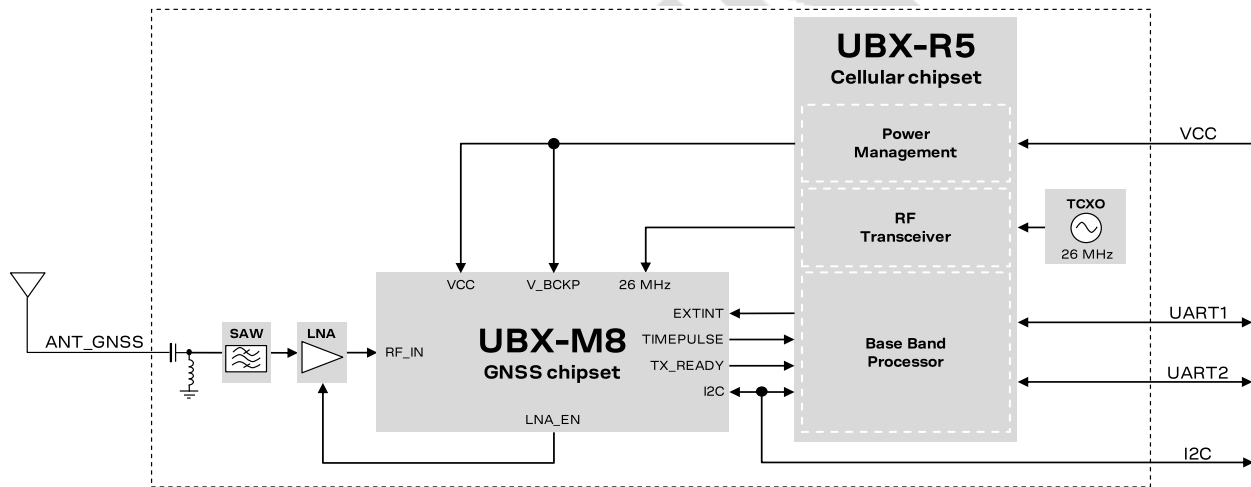 UBX-R5
Cellular chipset
Power
Management
VCC
RF
Transceiver
TCXO
26 MHz
VCC
V_BCKP
26 MHz
EXTINT
UART1
ANT_GNSS
SAW
LNA
RF_IN
UBX-M8
GNSS chipset
TIMEPULSE
TX_READY
I2C
Base Band
Processor
UART2
LNA_EN
I2C